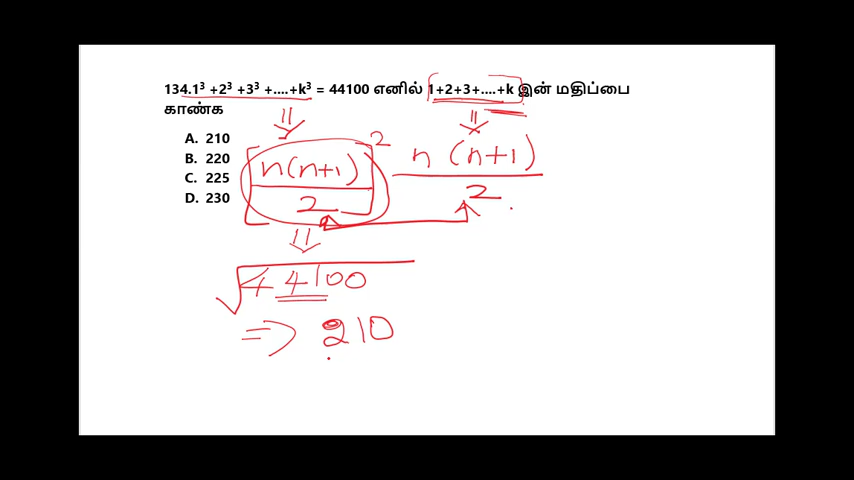 134.1³ +2³ +3³ +....+k³ = 44100 எனில் 1+2+3+....+k இன் மதிப்பை
காண்க
A. 210
B. 220
C. 225
D. 230
[n(n+1)/2]² n (n+1)/2
√44100
=> 210